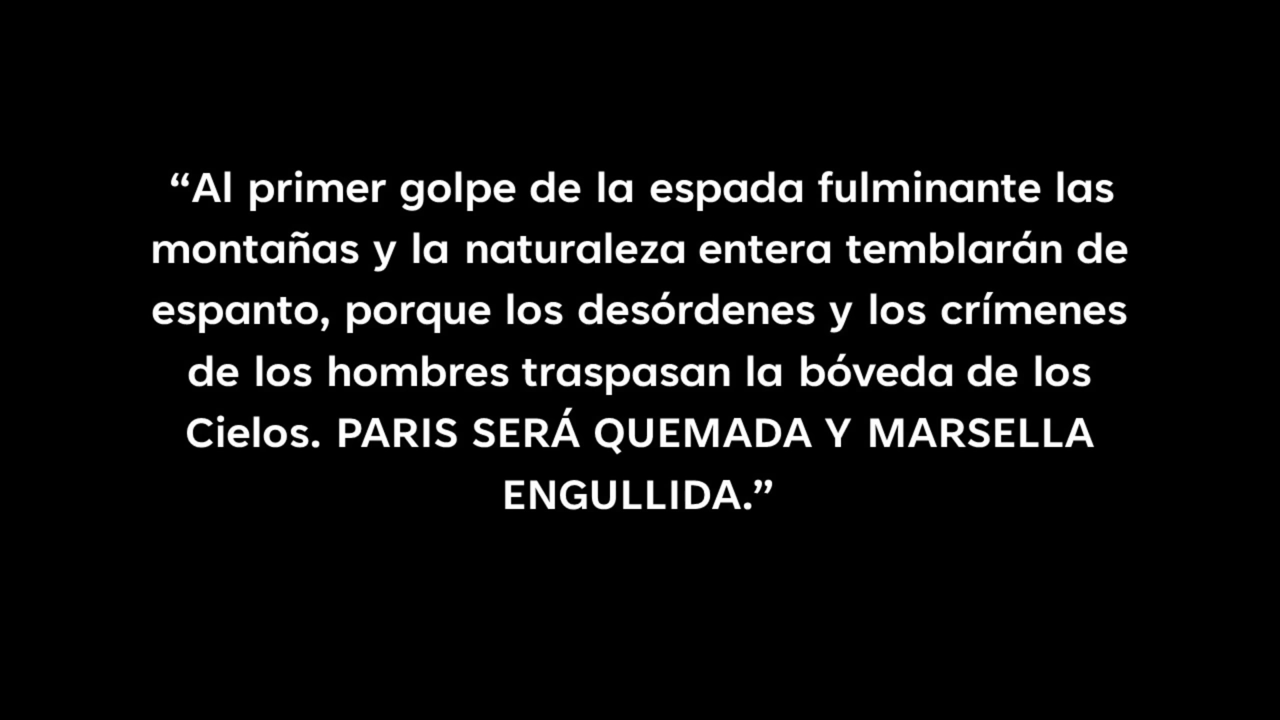 “Al primer golpe de la espada fulminante las
montañas y la naturaleza entera temblarán de
espanto, porque los desórdenes y los crímenes
de los hombres traspasan la bóveda de los
Cielos. PARIS SERÁ QUEMADA Y MARSELLA
ENGULLIDA.”